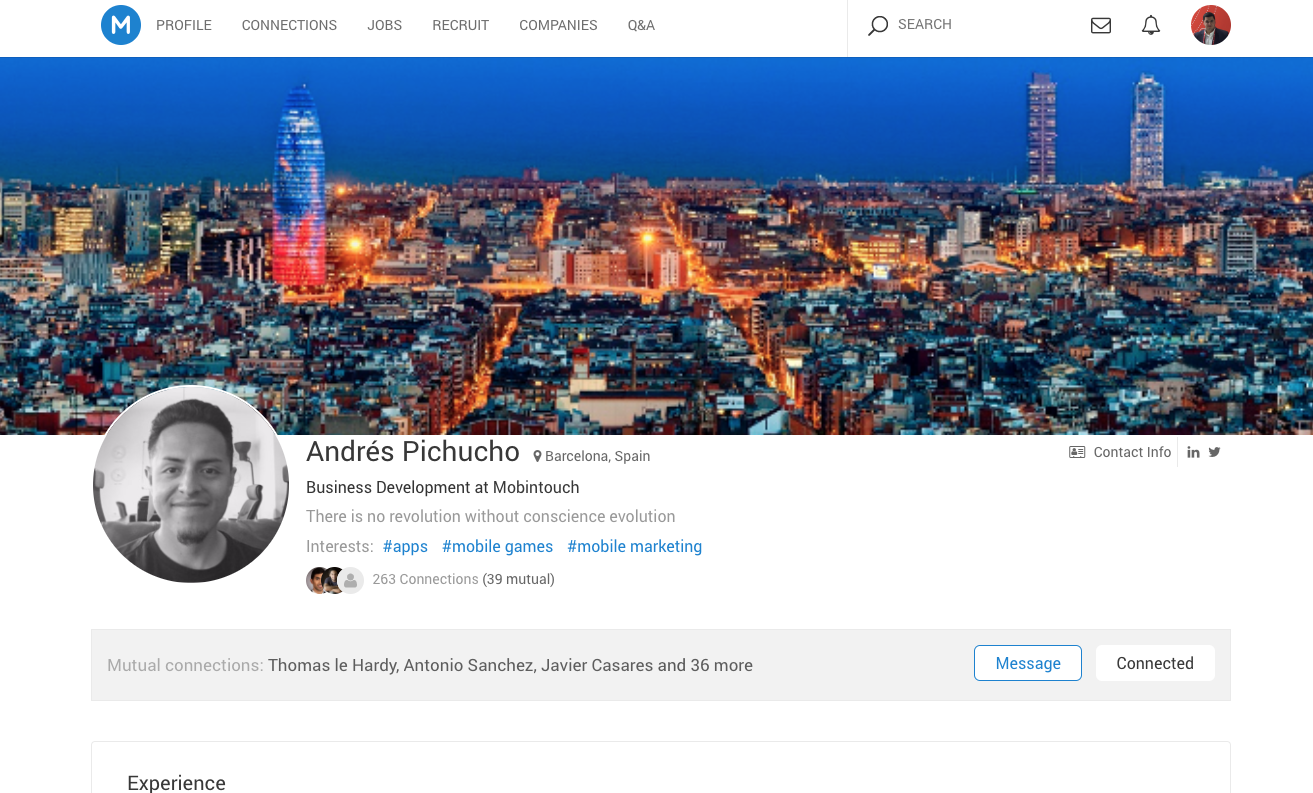 M PROFILE CONNECTIONS JOBS RECRUIT COMPANIES Q&A SEARCH
Andrés Pichucho Barcelona, Spain Contact Info in
Business Development at Mobintouch
There is no revolution without conscience evolution
Interests: #apps #mobile games #mobile marketing
263 Connections (39 mutual)
Mutual connections: Thomas le Hardy, Antonio Sanchez, Javier Casares and 36 more Message Connected
Experience